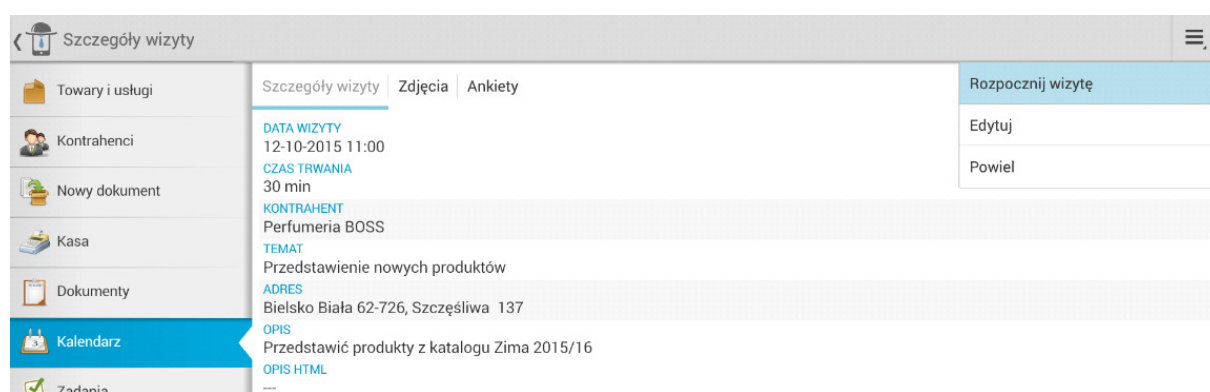 Szczegóły wizyty
Towary i usługi
Kontrahenci
Nowy dokument
Kasa
Dokumenty
Kalendarz
Zadania
Szczegóły wizyty Zdjęcia Ankiety
DATA WIZYTY
12-10-2015 11:00
CZAS TRWANIA
30 min
KONTRAHENT
Perfumeria BOSS
TEMAT
Przedstawienie nowych produktów
ADRES
Bielsko Biała 62-726, Szczęśliwa 137
OPIS
Przedstawić produkty z katalogu Zima 2015/16
OPIS HTML
---
Rozpocznij wizytę
Edytuj
Powiel